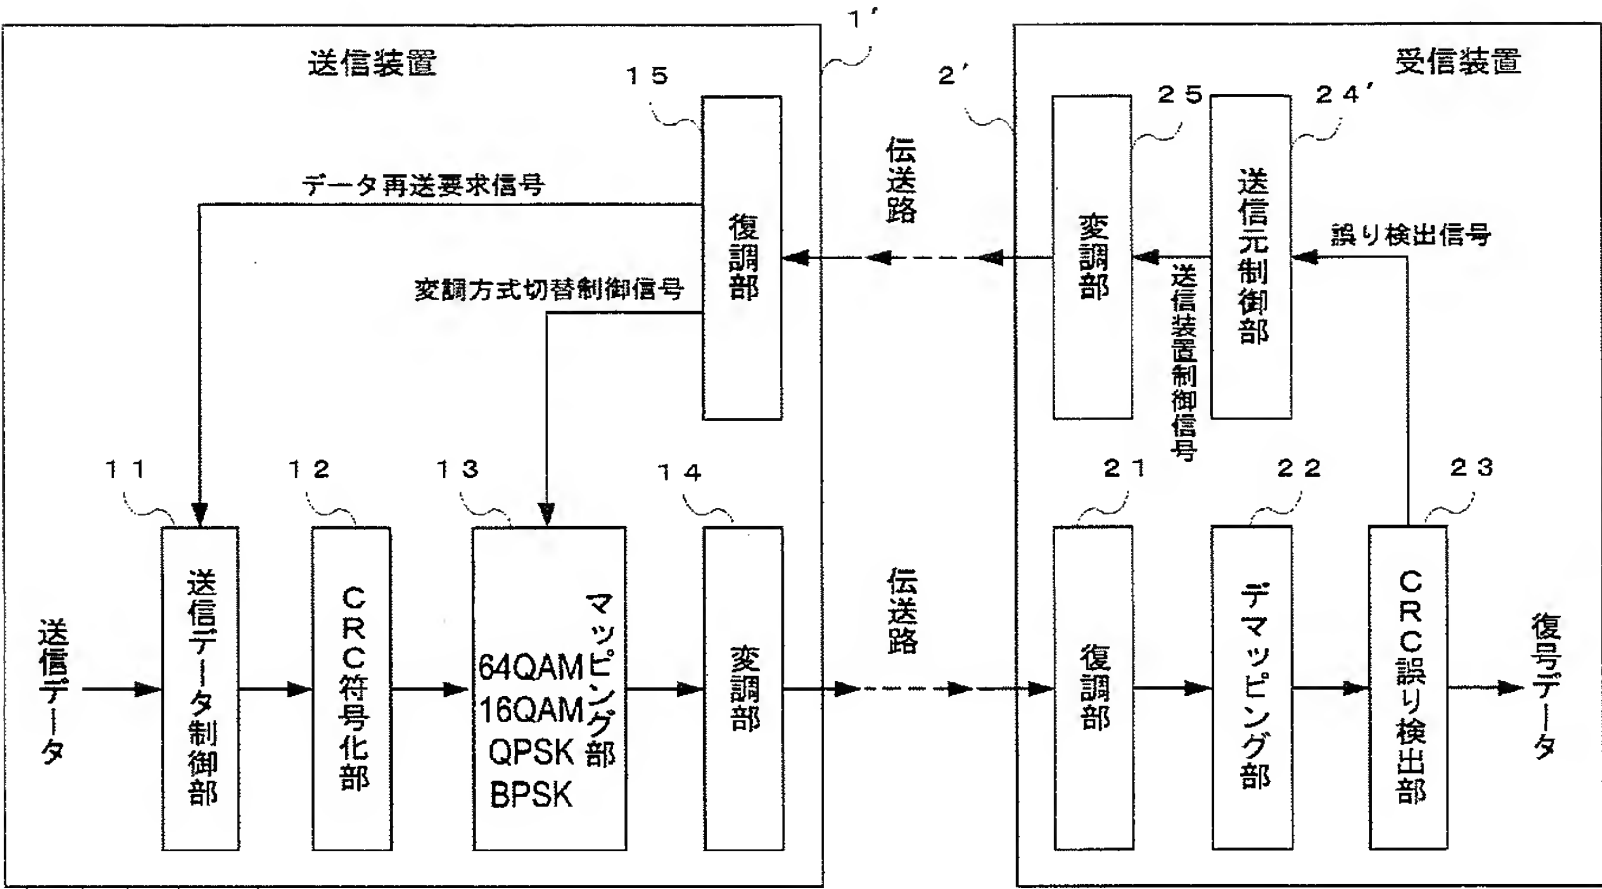 1′
送信装置
15
2′
受信装置
25
24′
伝送路
データ再送要求信号
復調部
変調部
送信元制御部
誤り検出信号
変調方式切替制御信号
送信装置制御信号
11
12
13
14
21
22
23
送信データ
送信データ制御部
CRC符号化部
マッピング部
64QAM
16QAM
QPSK
BPSK
変調部
伝送路
復調部
デマッピング部
CRC誤り検出部
復号データ